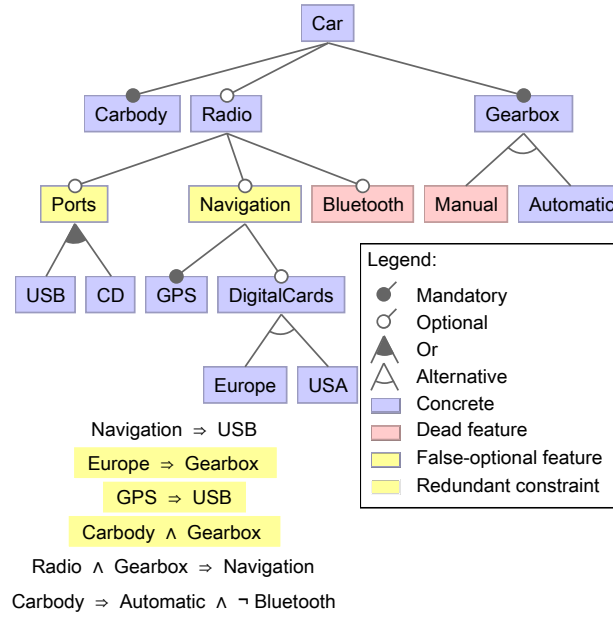 Car
Carbody Radio Gearbox
Ports Navigation Bluetooth Manual Automatic
USB CD GPS DigitalCards
Europe USA
Legend:
Mandatory
Optional
Or
Alternative
Concrete
Dead feature
False-optional feature
Redundant constraint
Navigation ⇒ USB
Europe ⇒ Gearbox
GPS ⇒ USB
Carbody ∧ Gearbox
Radio ∧ Gearbox ⇒ Navigation
Carbody ⇒ Automatic ∧ ¬ Bluetooth